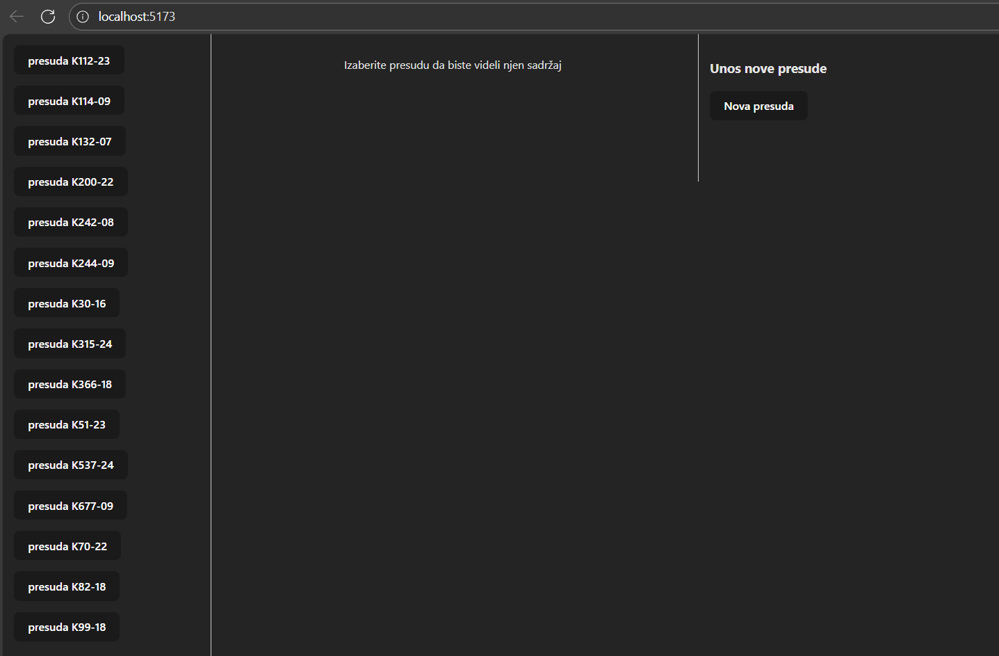 localhost:5173
presuda K112-23
presuda K114-09
presuda K132-07
presuda K200-22
presuda K242-08
presuda K244-09
presuda K30-16
presuda K315-24
presuda K366-18
presuda K51-23
presuda K537-24
presuda K677-09
presuda K70-22
presuda K82-18
presuda K99-18
Izaberite presudu da biste videli njen sadržaj
Unos nove presude
Nova presuda